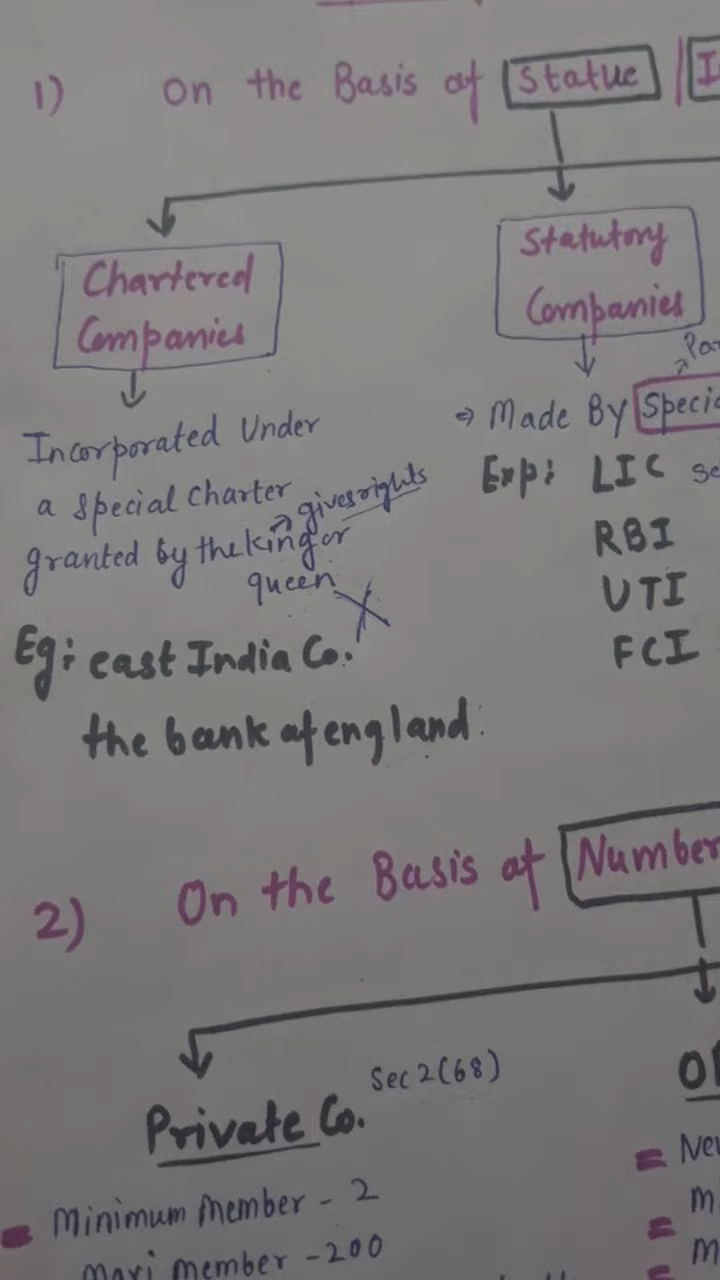 1) On the Basis of Statue
Chartered
Companies
Incorporated Under
a special charter
granted by the king or
queen
gives rights
Eg: east India Co.
the bank of england
Statutory
Companies
⇒ Made By
Exp: LIC
RBI
UTI
FCI
2) On the Basis of Number
Private Co. Sec 2(68)
Minimum Member - 2
Maxi member - 200